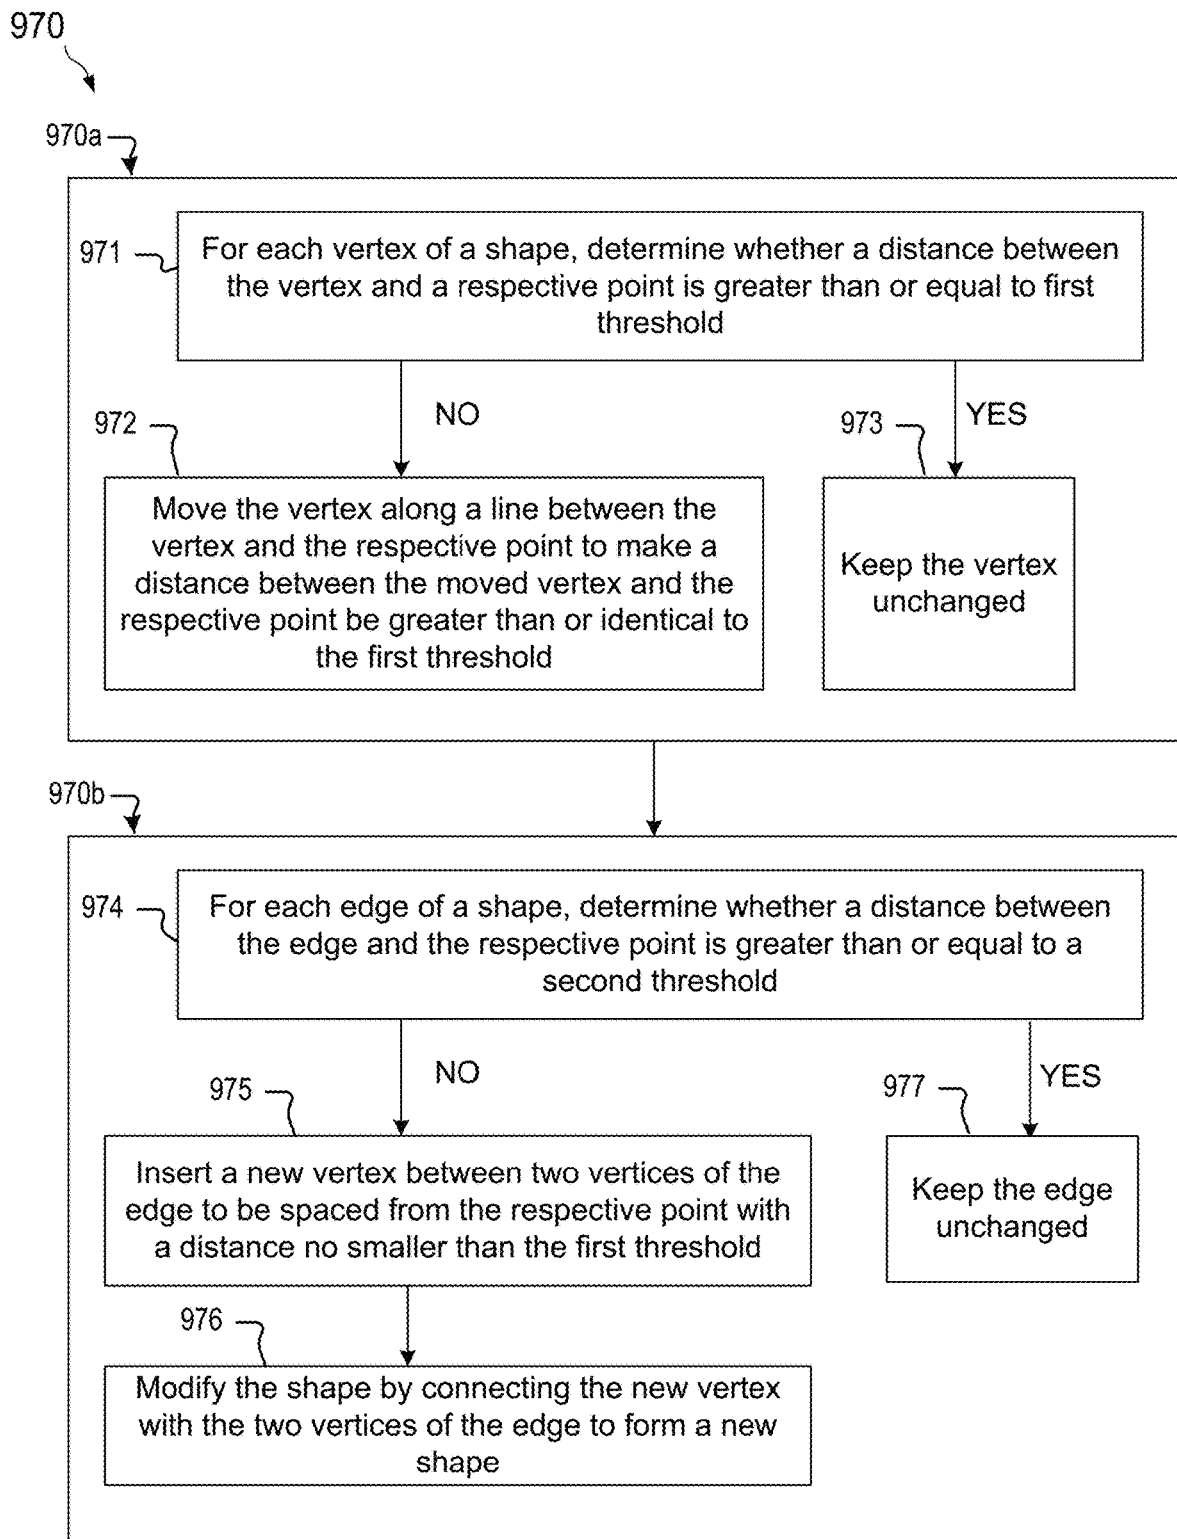 970
970a
971
For each vertex of a shape, determine whether a distance between
the vertex and a respective point is greater than or equal to first
threshold
NO
YES
972
973
Move the vertex along a line between the
vertex and the respective point to make a
distance between the moved vertex and the
respective point be greater than or identical to
the first threshold
Keep the vertex
unchanged
970b
974
For each edge of a shape, determine whether a distance between
the edge and the respective point is greater than or equal to a
second threshold
NO
YES
975
977
Insert a new vertex between two vertices of the
edge to be spaced from the respective point with
a distance no smaller than the first threshold
Keep the edge
unchanged
976
Modify the shape by connecting the new vertex
with the two vertices of the edge to form a new
shape